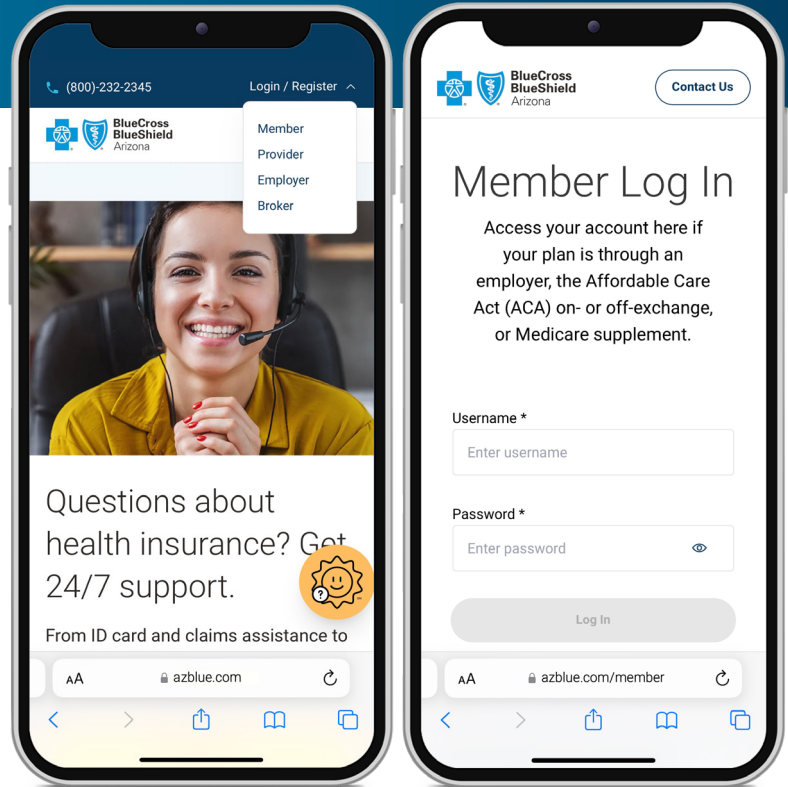 (800)-232-2345
Login / Register
Member
Provider
Employer
Broker
BlueCross
BlueShield
Arizona
Questions about
health insurance? Get
24/7 support.
?
From ID card and claims assistance to
AA
azblue.com
BlueCross
BlueShield
Arizona
Contact Us
Member Log In
Access your account here if
your plan is through an
employer, the Affordable Care
Act (ACA) on- or off-exchange,
or Medicare supplement.
Username *
Enter username
Password *
Enter password
Log In
AA
azblue.com/member